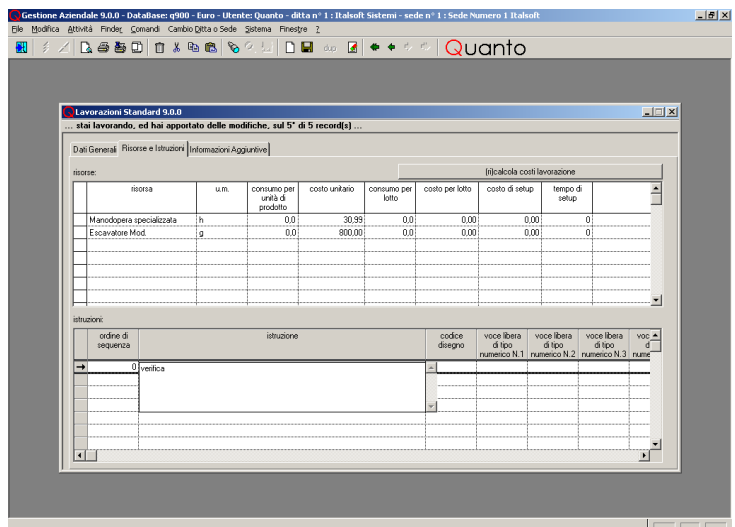 Gestione Aziendale 9.0.0 - DataBase: q900 - Euro - Utente: Quanto - ditta n° 1 : Italsoft Sistemi - sede n° 1 : Sede Numero 1 Italsoft
File Modifica Attività Finder Comandi Cambio Ditta o Sede Sistema Finestre ?
duo Quanto
Lavorazioni Standard 9.0.0
... stai lavorando, ed hai apportato delle modifiche, sul 5° di 5 record(s) ...
Dati Generali Risorse e Istruzioni Informazioni Aggiuntive
risorse: (ri)calcola costi lavorazione
risorsa u.m. consumo per unità di prodotto costo unitario consumo per lotto costo per lotto costo di setup tempo di setup
Manodopera specializzata h 0,0 30,99 0,0 0,00 0,00 0
Escavatore Mod. g 0,0 800,00 0,0 0,00 0,00 0
istruzioni:
ordine di sequenza istruzione codice disegno voce libera di tipo numerico N.1 voce libera di tipo numerico N.2 voce libera di tipo numerico N.3 voc d nume
0 verifica